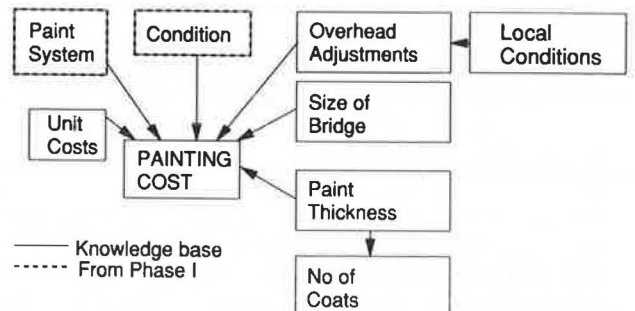 Paint
System
Condition
Overhead
Adjustments
Local
Conditions
Unit
Costs
PAINTING
COST
Size of
Bridge
Paint
Thickness
No of
Coats
Knowledge base
From Phase I